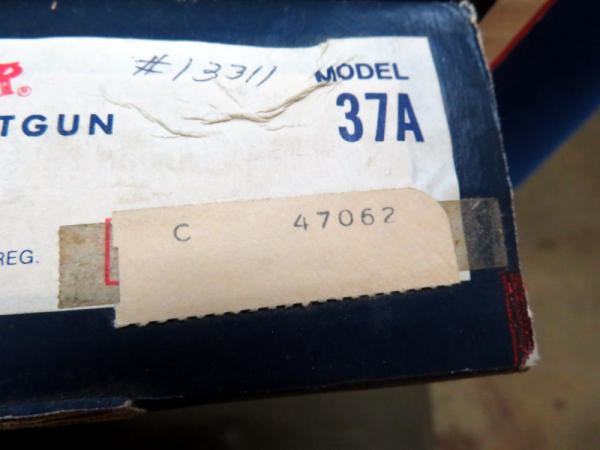 #13311
MODEL
R®
TGUN
37A
C 47062
REG.